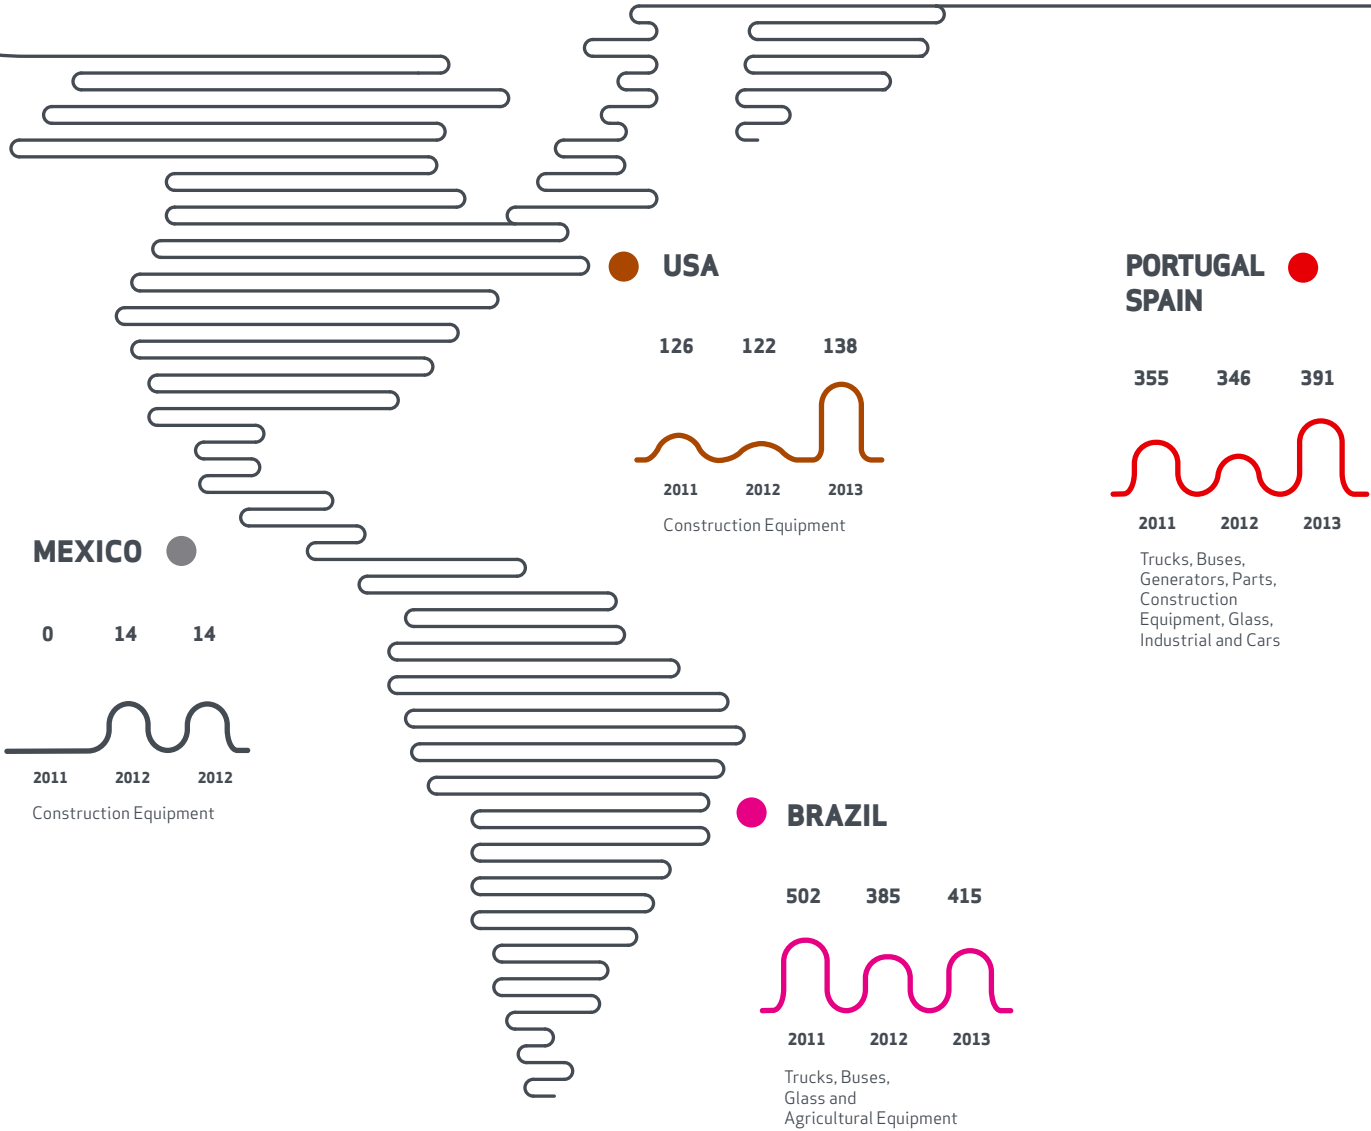 USA
126 122 138
2011 2012 2013
Construction Equipment
PORTUGAL
SPAIN
355 346 391
2011 2012 2013
Trucks, Buses,
Generators, Parts,
Construction
Equipment, Glass,
Industrial and Cars
MEXICO
0 14 14
2011 2012 2012
Construction Equipment
BRAZIL
502 385 415
2011 2012 2013
Trucks, Buses,
Glass and
Agricultural Equipment